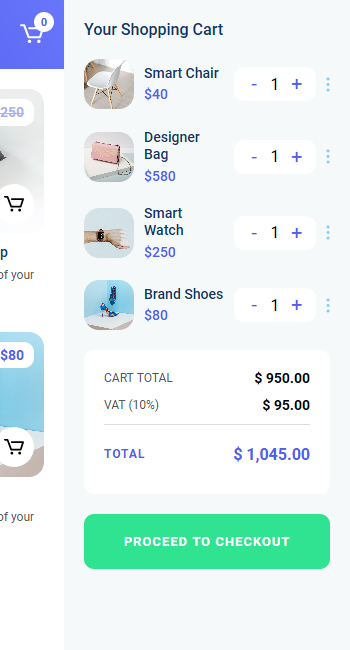 0
250
p
of your
$80
of your
Your Shopping Cart
Smart Chair
$40
- 1 +
Designer
Bag
$580
- 1 +
Smart
Watch
$250
- 1 +
Brand Shoes
$80
- 1 +
CART TOTAL $ 950.00
VAT (10%) $ 95.00
TOTAL $ 1,045.00
PROCEED TO CHECKOUT